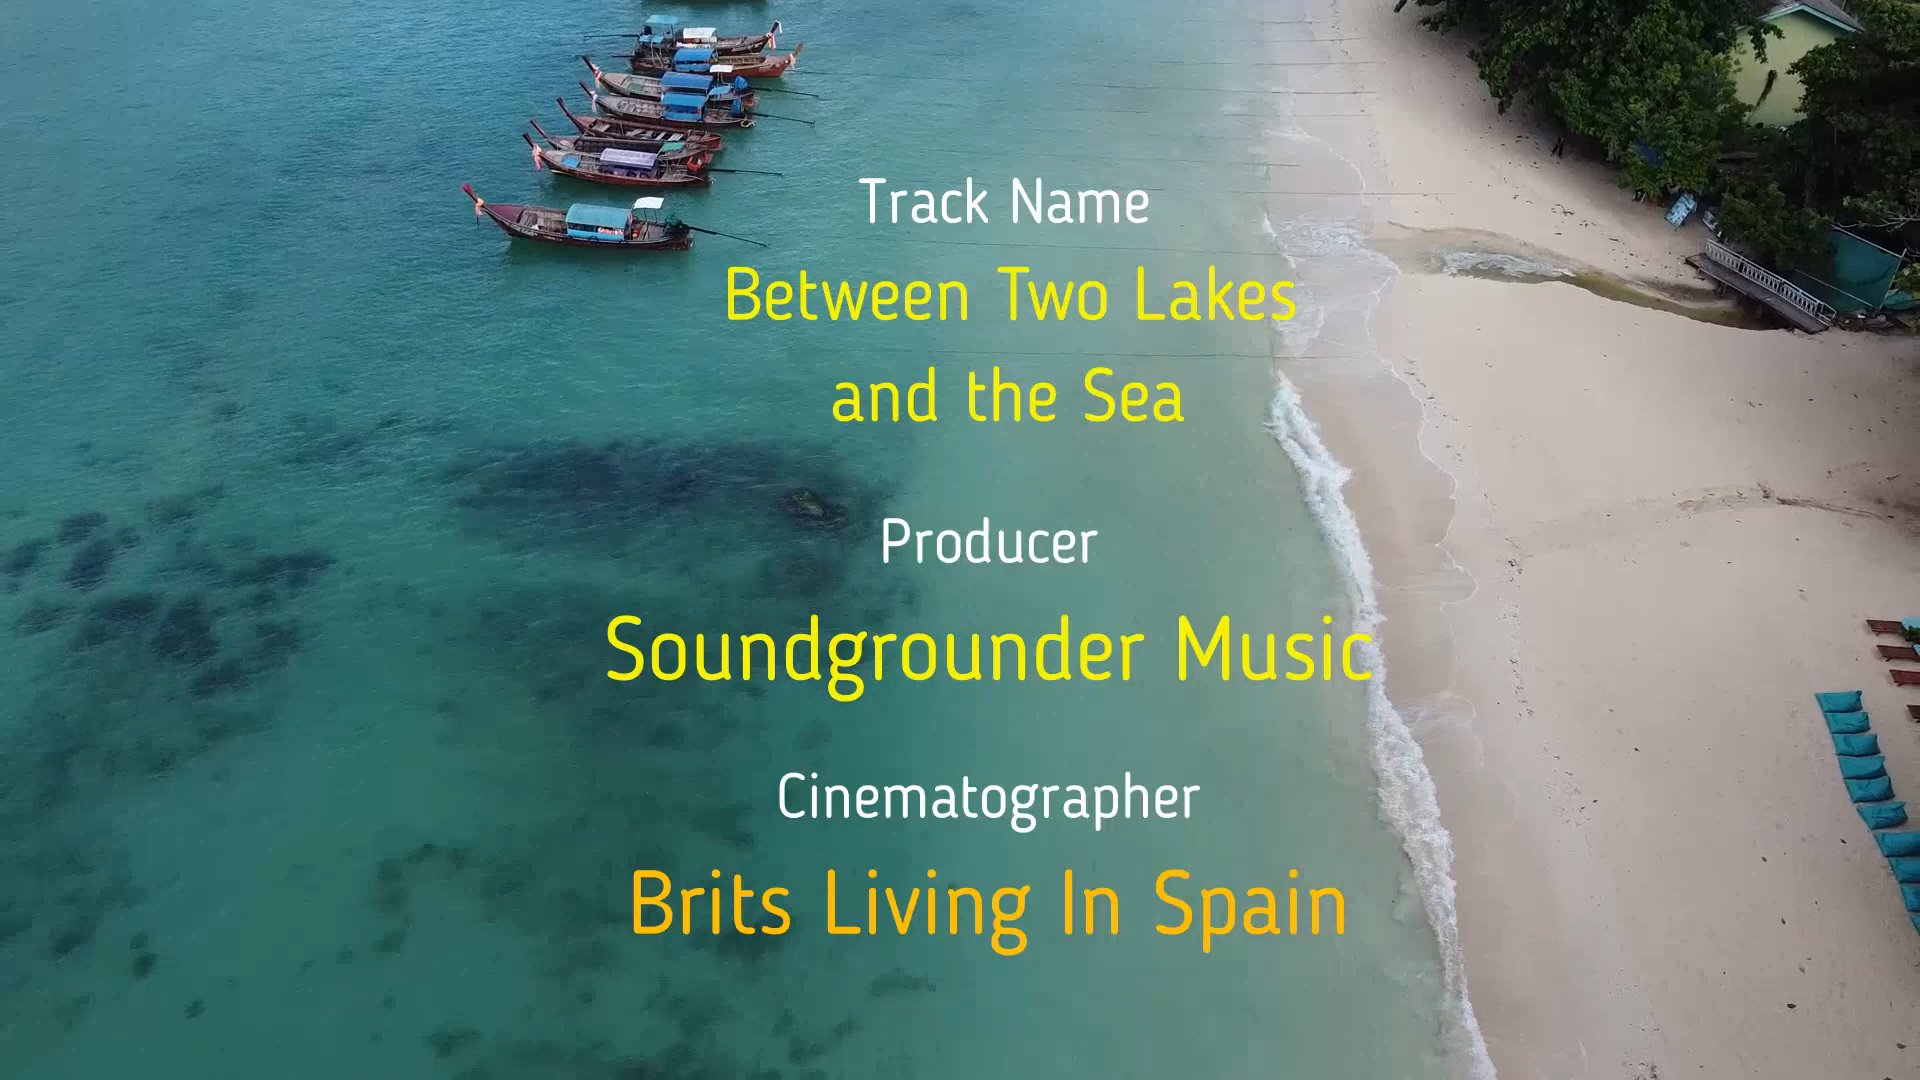 Track Name
Between Two Lakes
and the Sea
Producer
Soundgrounder Music
Cinematographer
Brits Living In Spain